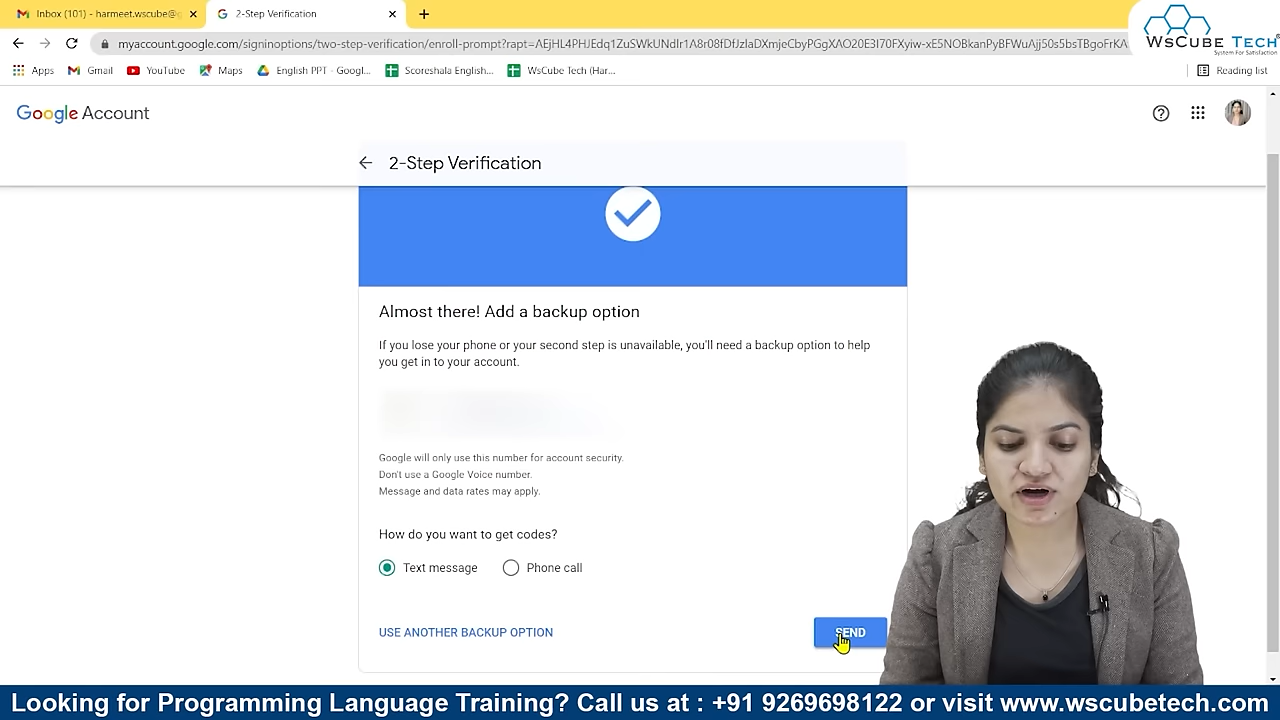 Inbox (101) - harmeet.wscube@g
2-Step Verification
myaccount.google.com/signinoptions/two-step-verification/enroll-prompt?rapt=
Apps
Gmail
YouTube
Maps
English PPT - Googl...
Scoreshala English...
WsCube Tech (Har...
Reading list
WsCube Tech
System For Satisfaction
Google Account
2-Step Verification
Almost there! Add a backup option
If you lose your phone or your second step is unavailable, you'll need a backup option to help
you get in to your account.
Google will only use this number for account security.
Don't use a Google Voice number.
Message and data rates may apply.
How do you want to get codes?
Text message
Phone call
USE ANOTHER BACKUP OPTION
SEND
Looking for Programming Language Training? Call us at : +91 9269698122 or visit www.wscubetech.com